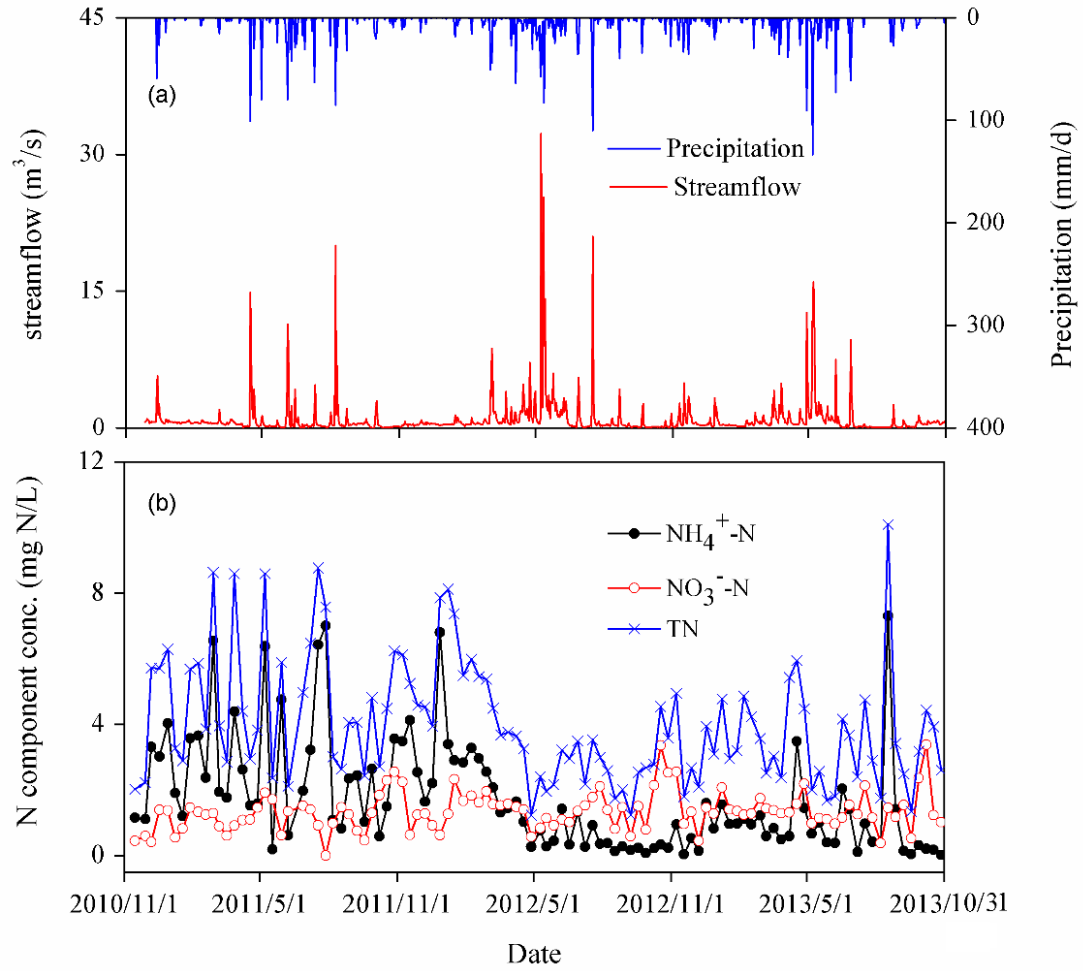 45
30
15
0
streamflow (m³/s)
(a)
Precipitation
Streamflow
0
100
200
300
400
Precipitation (mm/d)
12
8
4
0
N component conc. (mg N/L)
(b)
NH₄⁺-N
NO₃⁻-N
TN
2010/11/1 2011/5/1 2011/11/1 2012/5/1 2012/11/1 2013/5/1 2013/10/31
Date